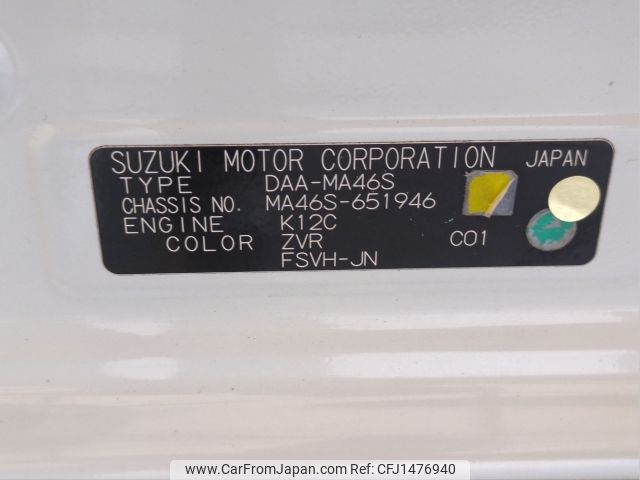 SUZUKI MOTOR CORPORATION JAPAN
TYPE DAA-MA46S
CHASSIS NO. MA46S-651946
ENGINE K12C
COLOR ZVR C01
FSVH-JN
www.CarFromJapan.com | CFJ1476940